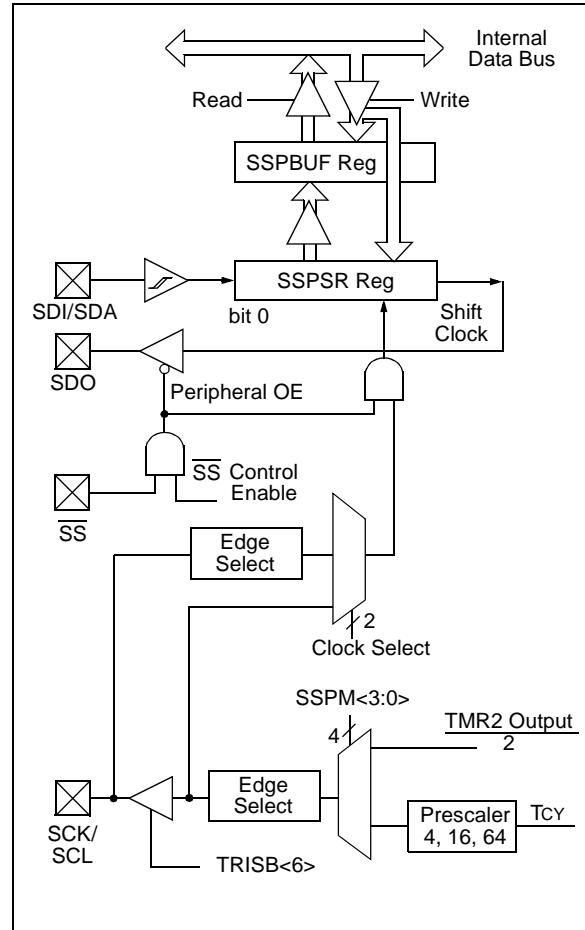 Internal
Data Bus
Read
Write
SSPBUF Reg
SSPSR Reg
SDI/SDA
bit 0
Shift
Clock
SDO
Peripheral OE
SS
SS Control
Enable
Edge
Select
2
Clock Select
SSPM<3:0>
4
TMR2 Output
2
Edge
Select
Prescaler
4, 16, 64
TCY
SCK/
SCL
TRISB<6>